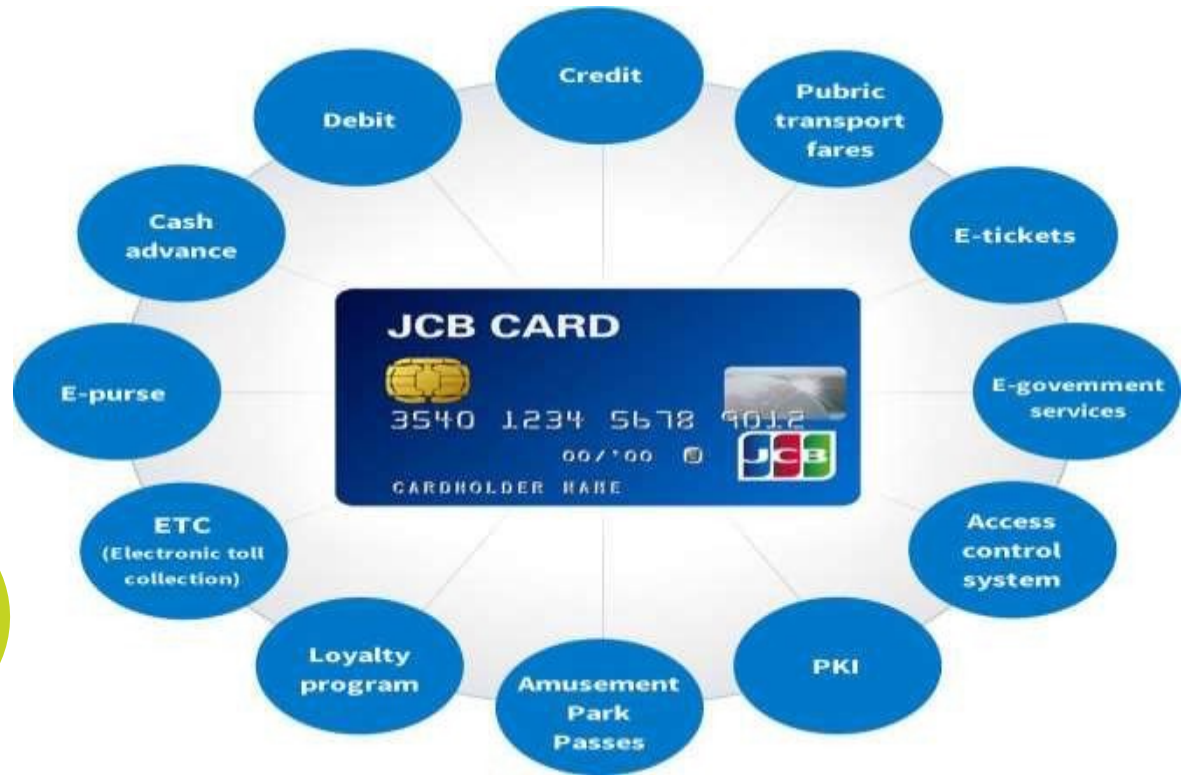 Credit
Pubric
transport
fares
E-tickets
E-govemment
services
Access
control
system
PKI
Amusement
Park
Passes
Loyalty
program
ETC
(Electronic toll
collection)
E-purse
Cash
advance
Debit
JCB CARD
3540 1234 5678 9012
00/'00
JCB
CARDHOLDER NAME